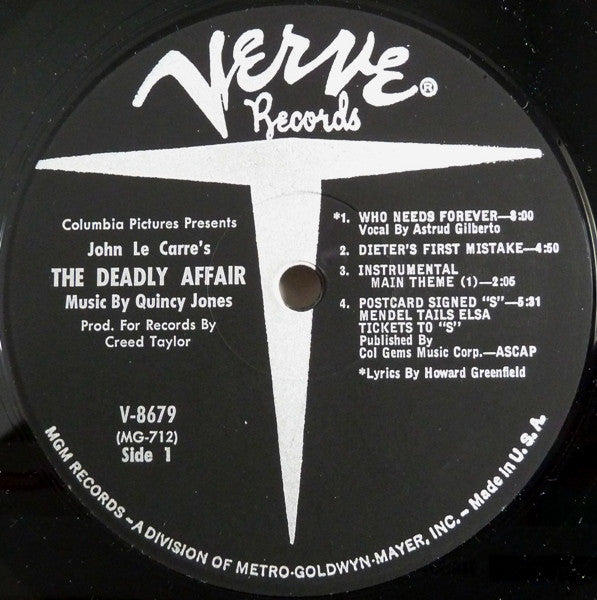 VERVE®
Records
Columbia Pictures Presents
John Le Carre's
THE DEADLY AFFAIR
Music By Quincy Jones
Prod. For Records By
Creed Taylor
V-8679
(MG-712)
Side 1
*1. WHO NEEDS FOREVER—3:00
Vocal By Astrud Gilberto
2. DIETER'S FIRST MISTAKE—4:50
3. INSTRUMENTAL
MAIN THEME (1)—2:05
4. POSTCARD SIGNED "S"—5:31
MENDEL TAILS ELSA
TICKETS TO "S"
Published By
Col Gems Music Corp.—ASCAP
*Lyrics By Howard Greenfield
MGM RECORDS – A DIVISION OF METRO-GOLDWYN-MAYER, INC. – Made in U. S. A.